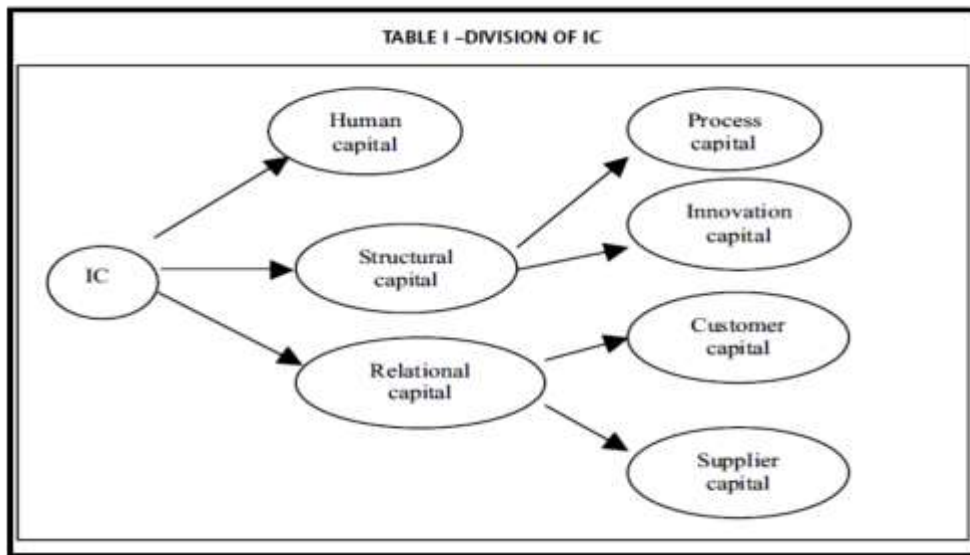 TABLE I –DIVISION OF IC
Human
capital
Process
capital
Innovation
capital
IC
Structural
capital
Customer
capital
Relational
capital
Supplier
capital